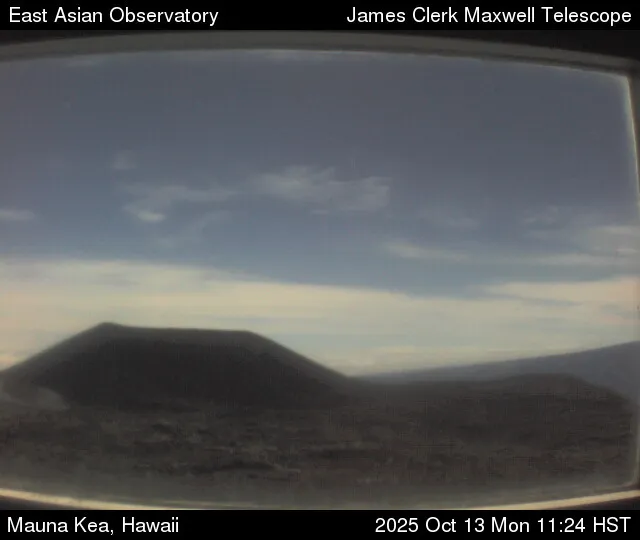 East Asian Observatory
James Clerk Maxwell Telescope
Mauna Kea, Hawaii
2025 Oct 13 Mon 11:24 HST